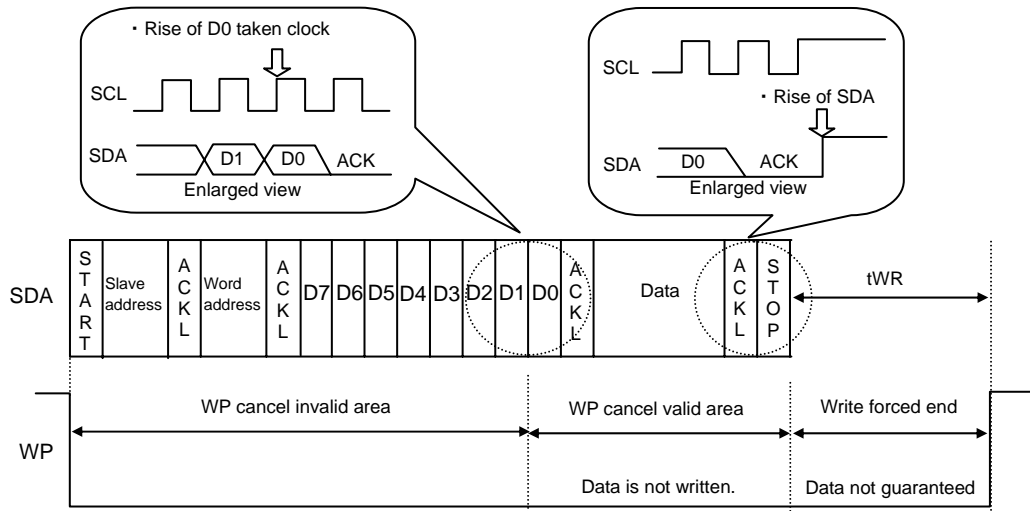 ・Rise of D0 taken clock
SCL
SDA
D1
D0
ACK
Enlarged view
SCL
・Rise of SDA
SDA
D0
ACK
Enlarged view
SDA
START
Slave
address
ACKL
Word
address
ACKL
D7
D6
D5
D4
D3
D2
D1
D0
ACKL
Data
ACKL
STOP
tWR
WP
WP cancel invalid area
WP cancel valid area
Write forced end
Data is not written.
Data not guaranteed